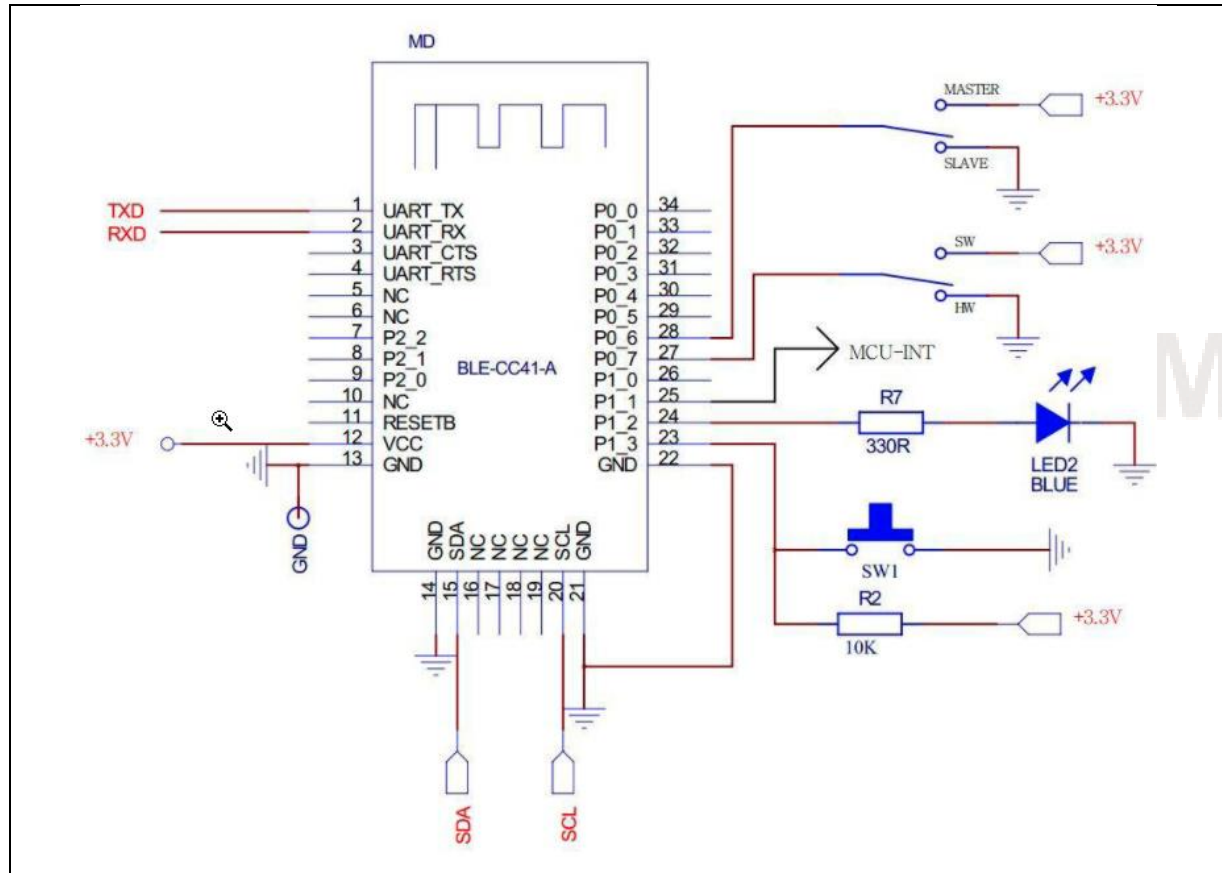 MD
MASTER
+3.3V
SLAVE
TXD
RXD
1 UART_TX
2 UART_RX
3 UART_CTS
4 UART_RTS
5 NC
6 NC
7 P2_2
8 P2_1
9 P2_0
10 NC
11 RESETB
12 VCC
13 GND
+3.3V
GND
BLE-CC41-A
P0_0 34
P0_1 33
P0_2 32
P0_3 31
P0_4 30
P0_5 29
P0_6 28
P0_7 27
P1_0 26
P1_1 25
P1_2 24
P1_3 23
GND 22
SW
+3.3V
HW
MCU-INT
M
R7
330R
LED2
BLUE
SW1
R2
10K
+3.3V
GND SDA NC NC NC NC SCL GND
14 15 16 17 18 19 20 21
SDA
SCL